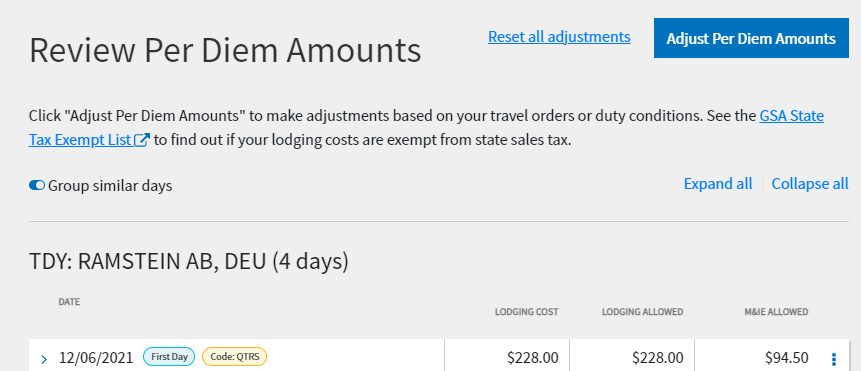 Review Per Diem Amounts
Reset all adjustments
Adjust Per Diem Amounts
Click "Adjust Per Diem Amounts" to make adjustments based on your travel orders or duty conditions. See the GSA State
Tax Exempt List to find out if your lodging costs are exempt from state sales tax.
Group similar days
Expand all
Collapse all
TDY: RAMSTEIN AB, DEU (4 days)
DATE
LODGING COST
LODGING ALLOWED
M&IE ALLOWED
12/06/2021 First Day Code: QTRS $228.00 $228.00 $94.50